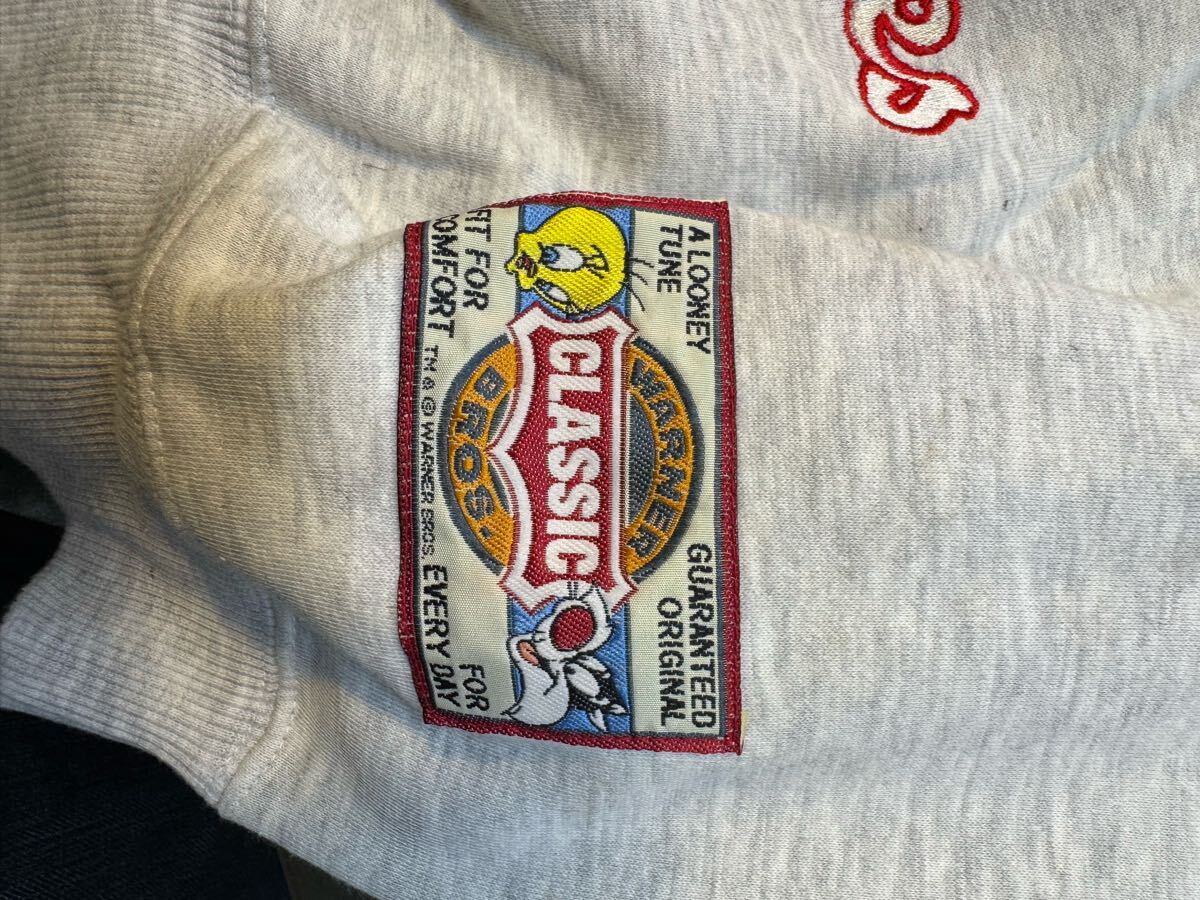 A LOONEY
TUNE
GUARANTEED
ORIGINAL
WARNER
CLASSIC
BROS.
FIT FOR
COMFORT
TM & © WARNER BROS.
FOR
EVERY DAY